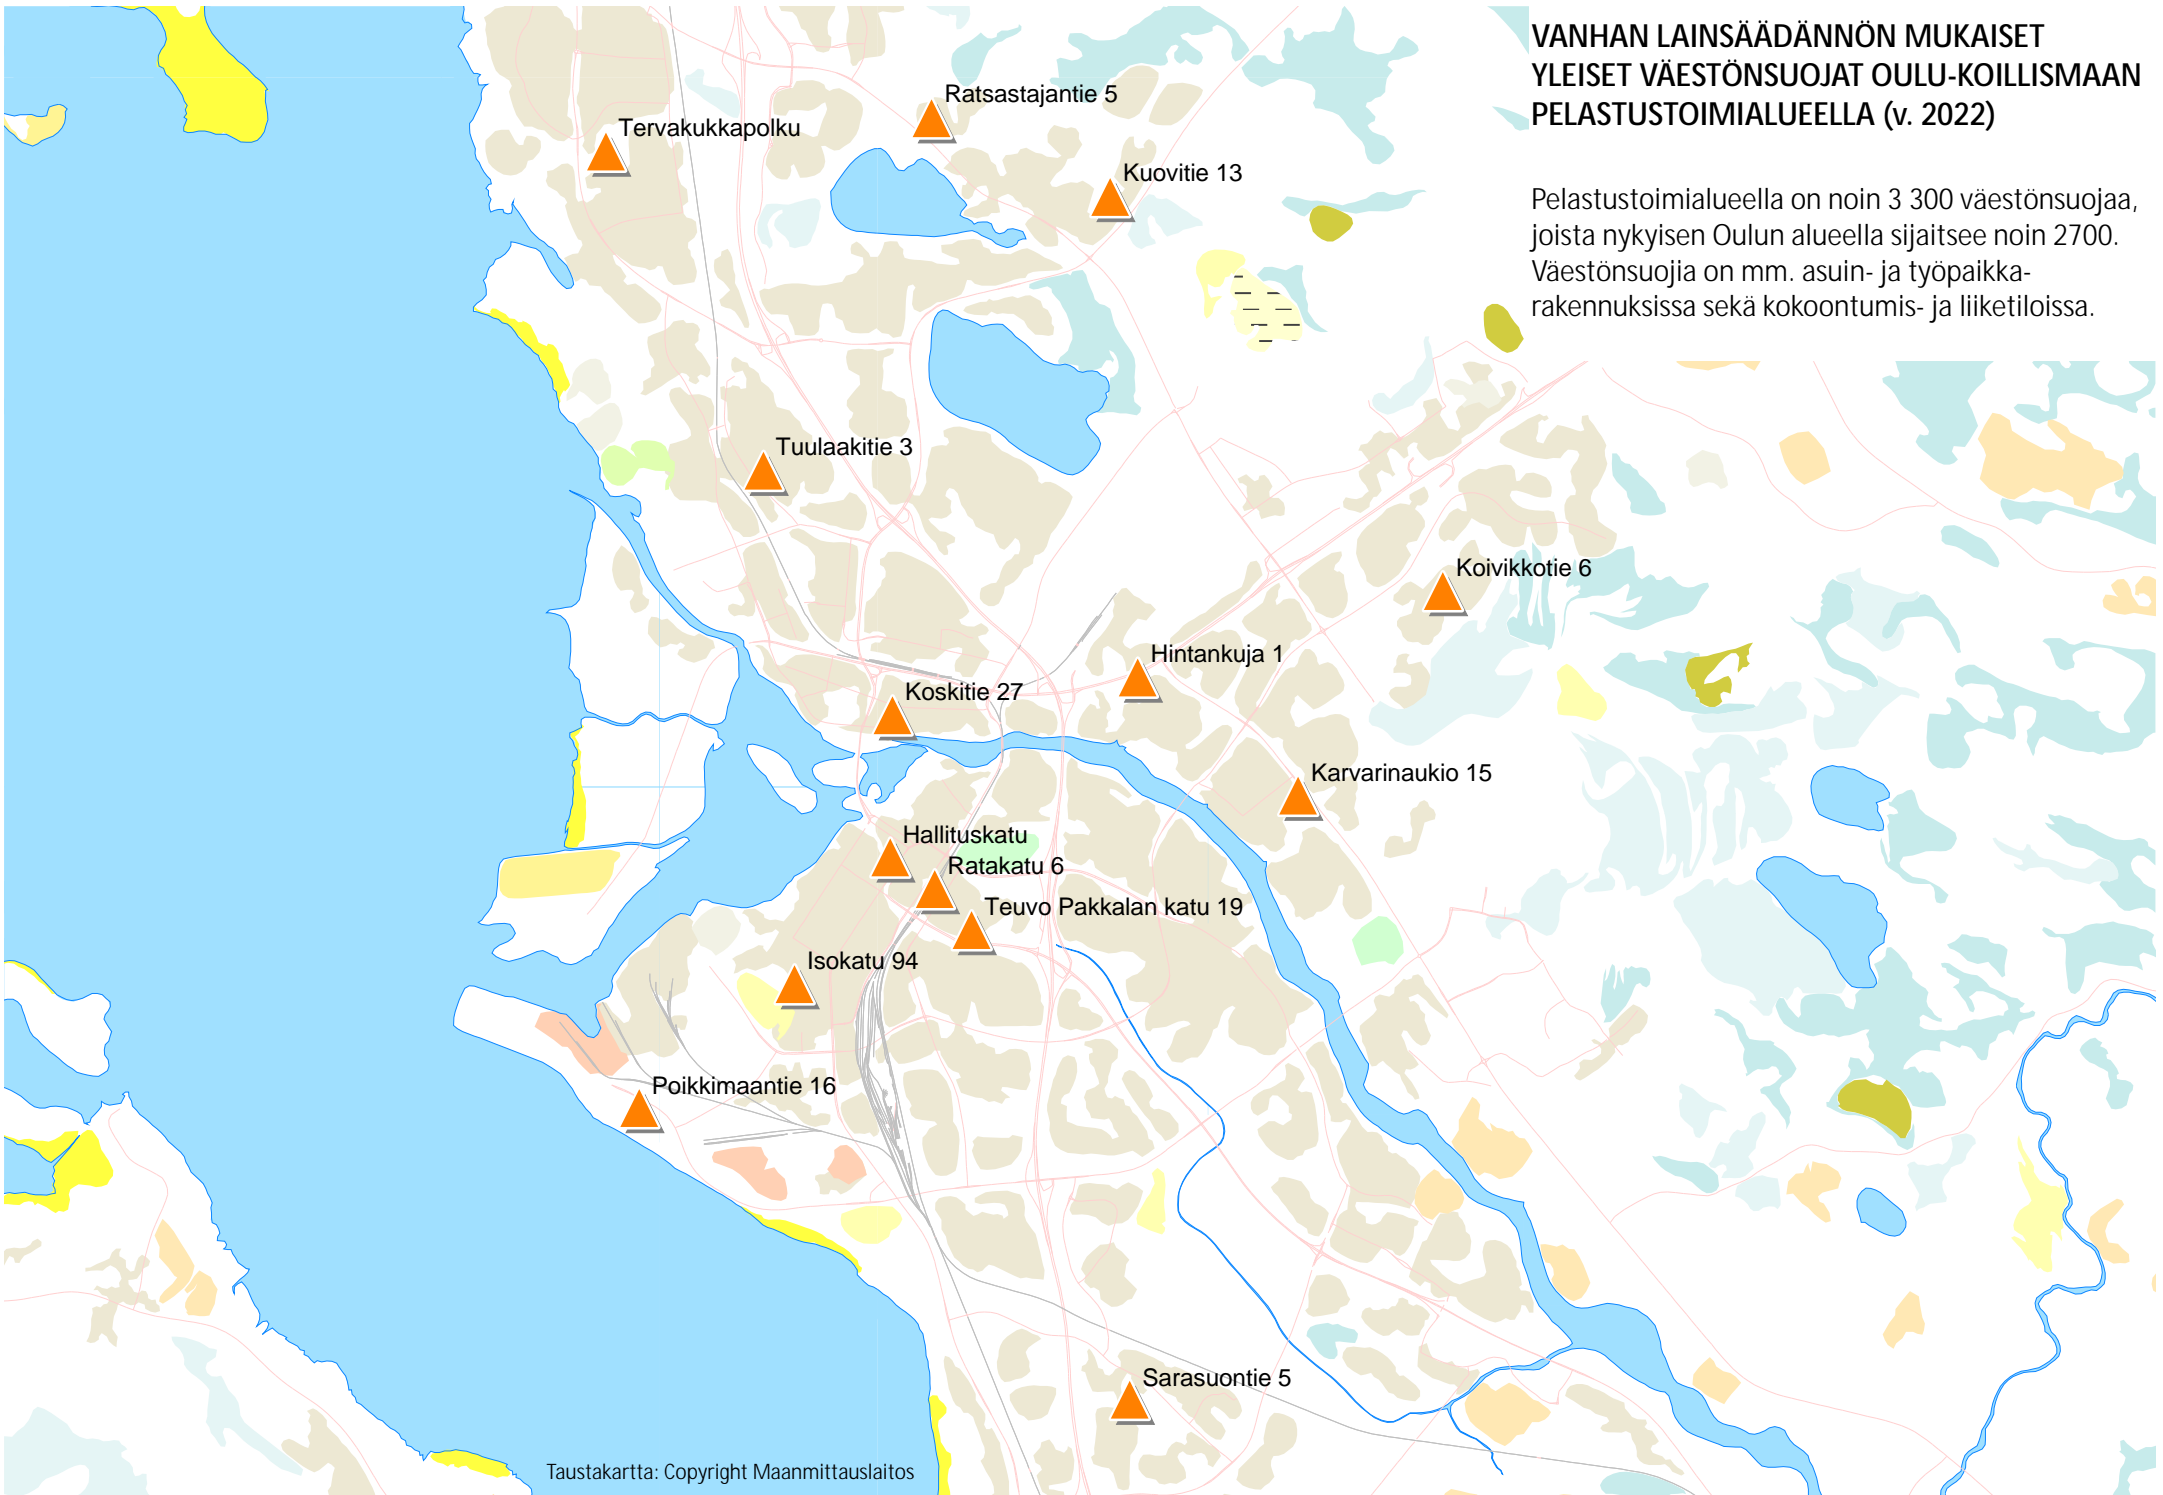 VANHAN LAINSÄÄDÄNNÖN MUKAISET
YLEISET VÄESTÖNSUOJAT OULU-KOILLISMAAN
PELASTUSTOIMIALUEELLA (v. 2022)
Pelastustoimialueella on noin 3 300 väestönsuojaa,
joista nykyisen Oulun alueella sijaitsee noin 2700.
Väestönsuojia on mm. asuin- ja työpaikka-
rakennuksissa sekä kokoontumis- ja liiketiloissa.
Ratsastajantie 5
Tervakukkapolku
Kuovitie 13
Tuulaakitie 3
Koivikkotie 6
Hintankuja 1
Koskitie 27
Karvarinaukio 15
Hallituskatu
Ratakatu 6
Teuvo Pakkalan katu 19
Isokatu 94
Poikkimaantie 16
Sarasuontie 5
Taustakartta: Copyright Maanmittauslaitos